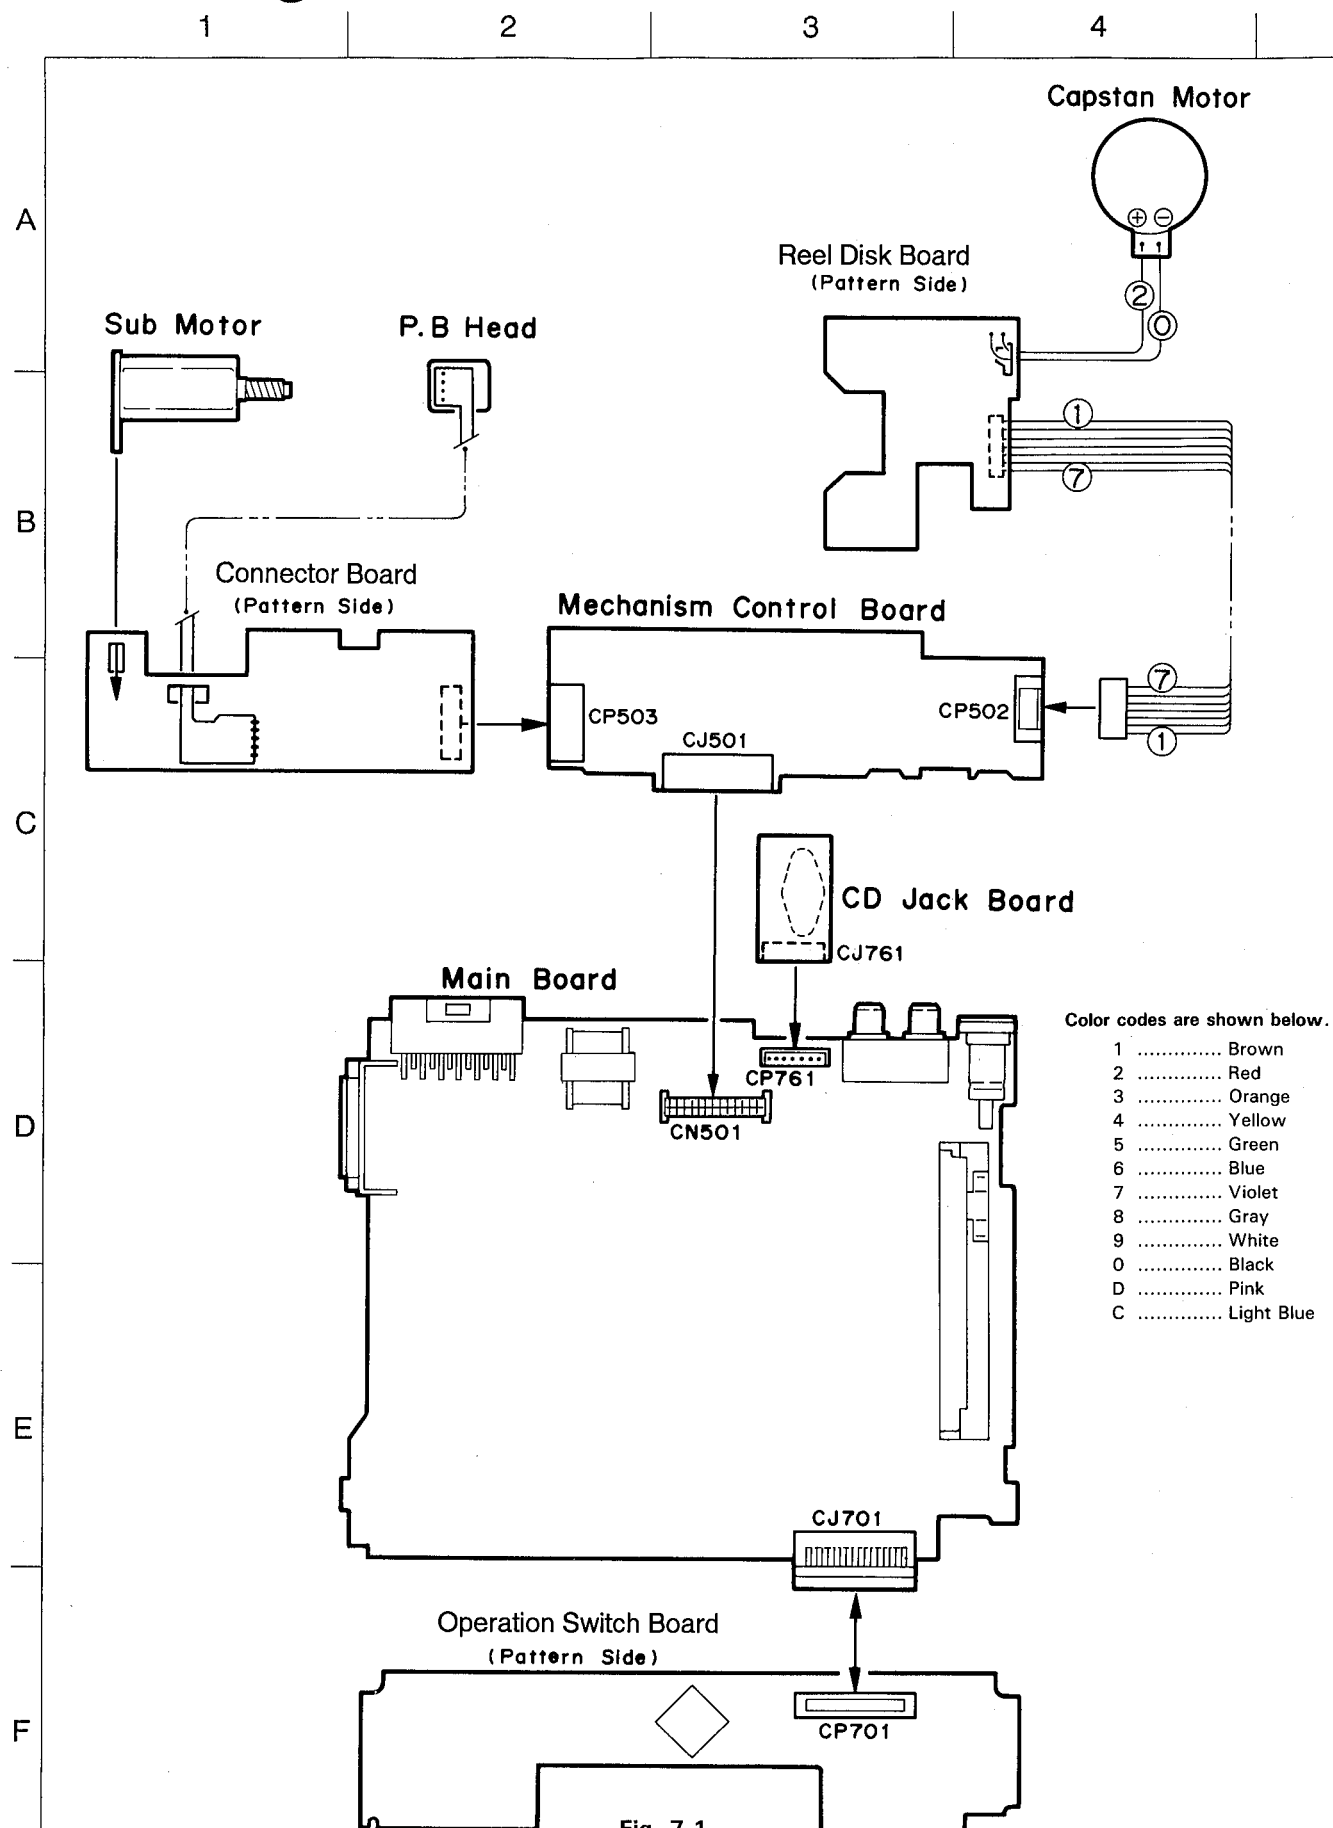 1 2 3 4
Capstan Motor
A
⊕ ⊖
Reel Disk Board
(Pattern Side)
2
0
Sub Motor
P.B Head
1
7
B
Connector Board
(Pattern Side)
Mechanism Control Board
7
CP503
CP502
CJ501
1
C
CD Jack Board
CJ761
Main Board
Color codes are shown below.
1 .............. Brown
2 .............. Red
3 .............. Orange
4 .............. Yellow
5 .............. Green
6 .............. Blue
7 .............. Violet
8 .............. Gray
9 .............. White
0 .............. Black
D .............. Pink
C .............. Light Blue
CP761
D
CN501
E
CJ701
Operation Switch Board
(Pattern Side)
F
CP701
Fig. 7-1